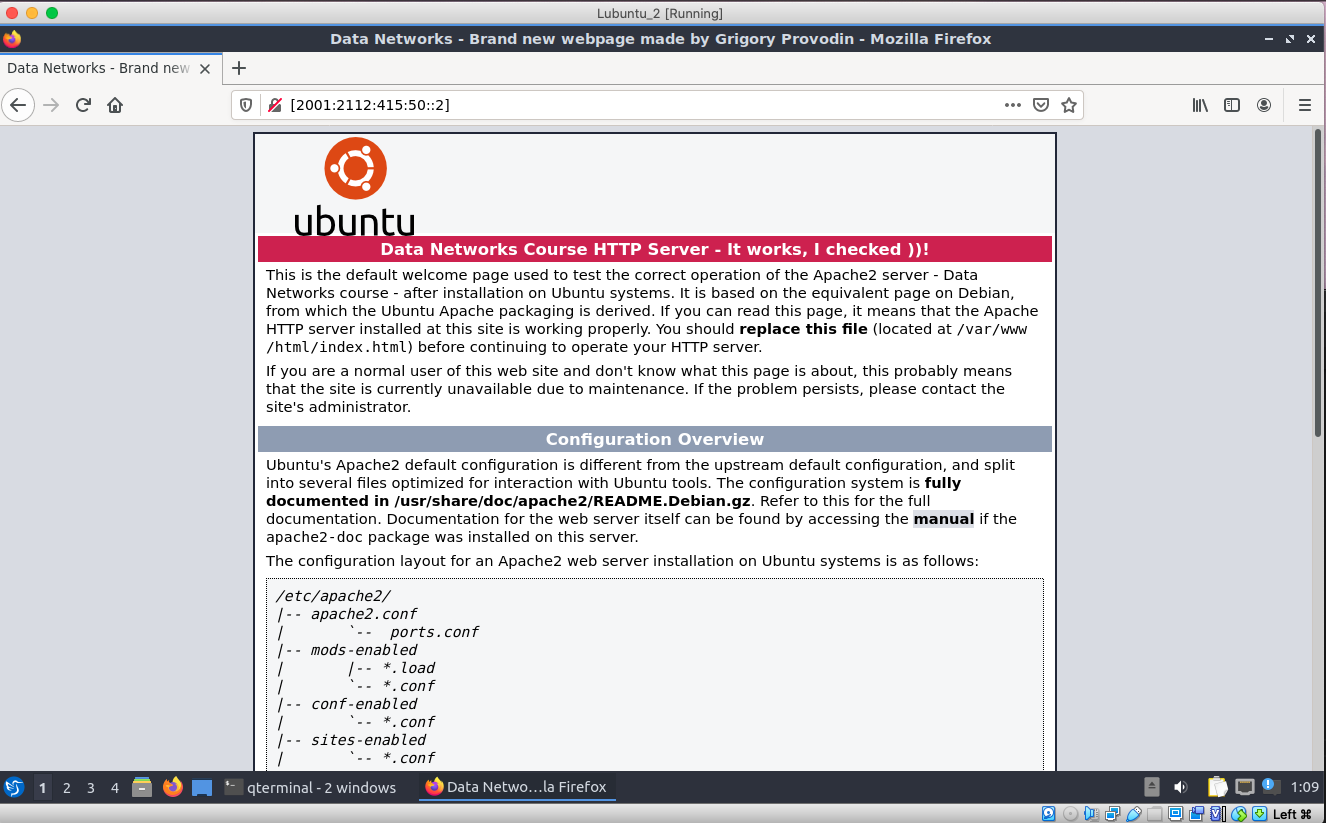 Lubuntu_2 [Running]
Data Networks - Brand new webpage made by Grigory Provodin - Mozilla Firefox
Data Networks - Brand new
[2001:2112:415:50::2]
ubuntu
Data Networks Course HTTP Server - It works, I checked ))!
This is the default welcome page used to test the correct operation of the Apache2 server - Data
Networks course - after installation on Ubuntu systems. It is based on the equivalent page on Debian,
from which the Ubuntu Apache packaging is derived. If you can read this page, it means that the Apache
HTTP server installed at this site is working properly. You should replace this file (located at /var/www
/html/index.html) before continuing to operate your HTTP server.
If you are a normal user of this web site and don't know what this page is about, this probably means
that the site is currently unavailable due to maintenance. If the problem persists, please contact the
site's administrator.
Configuration Overview
Ubuntu's Apache2 default configuration is different from the upstream default configuration, and split
into several files optimized for interaction with Ubuntu tools. The configuration system is fully
documented in /usr/share/doc/apache2/README.Debian.gz. Refer to this for the full
documentation. Documentation for the web server itself can be found by accessing the manual if the
apache2-doc package was installed on this server.
The configuration layout for an Apache2 web server installation on Ubuntu systems is as follows:
/etc/apache2/
|-- apache2.conf
|       `--  ports.conf
|-- mods-enabled
|       |-- *.load
|       `-- *.conf
|-- conf-enabled
|       `-- *.conf
|-- sites-enabled
|       `-- *.conf
1 2 3 4 qterminal - 2 windows Data Netwo…la Firefox 1:09
Left ⌘